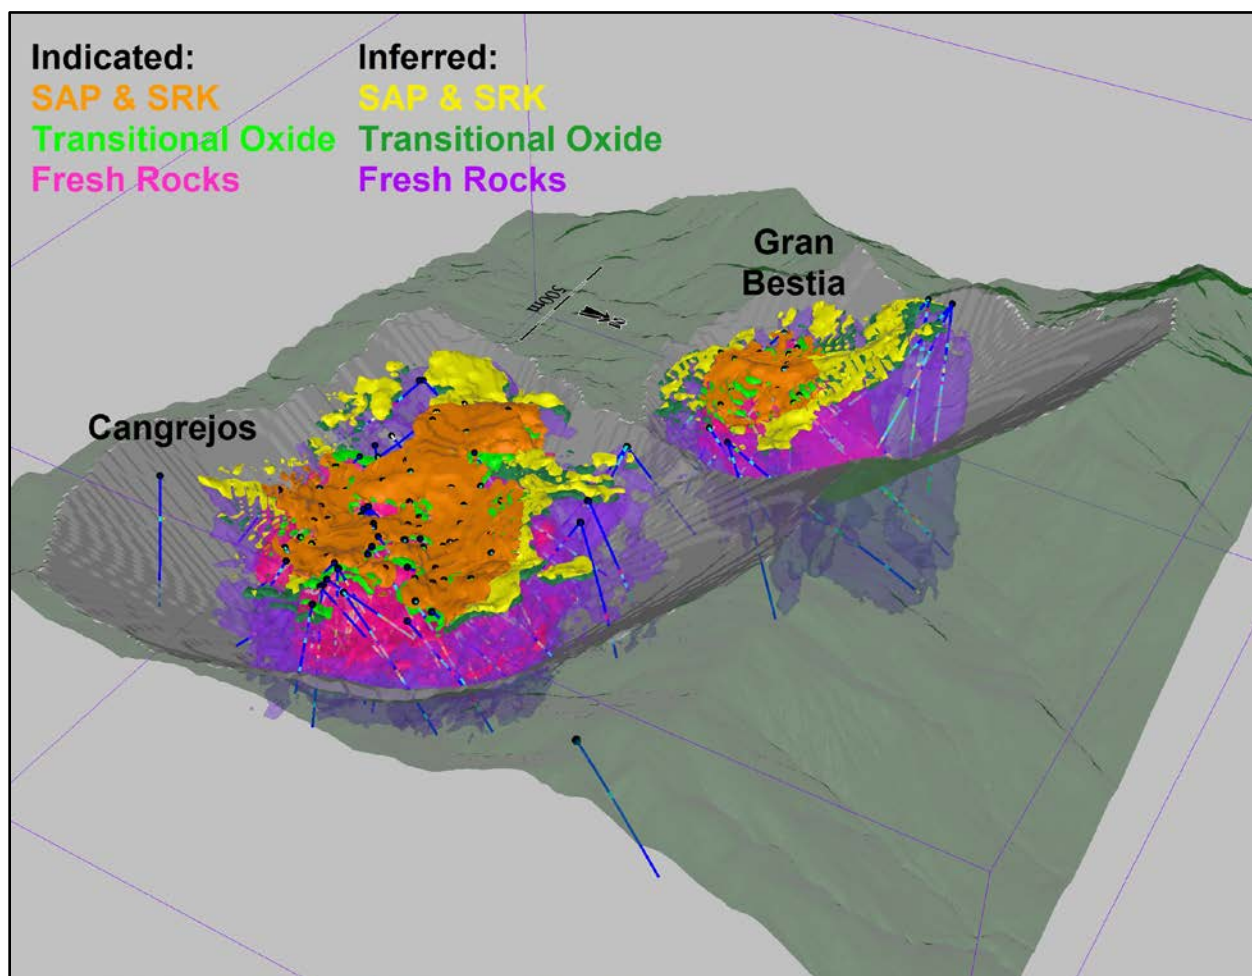 Indicated:
SAP & SRK
Transitional Oxide
Fresh Rocks
Inferred:
SAP & SRK
Transitional Oxide
Fresh Rocks
Gran
Bestia
500m
N
Cangrejos